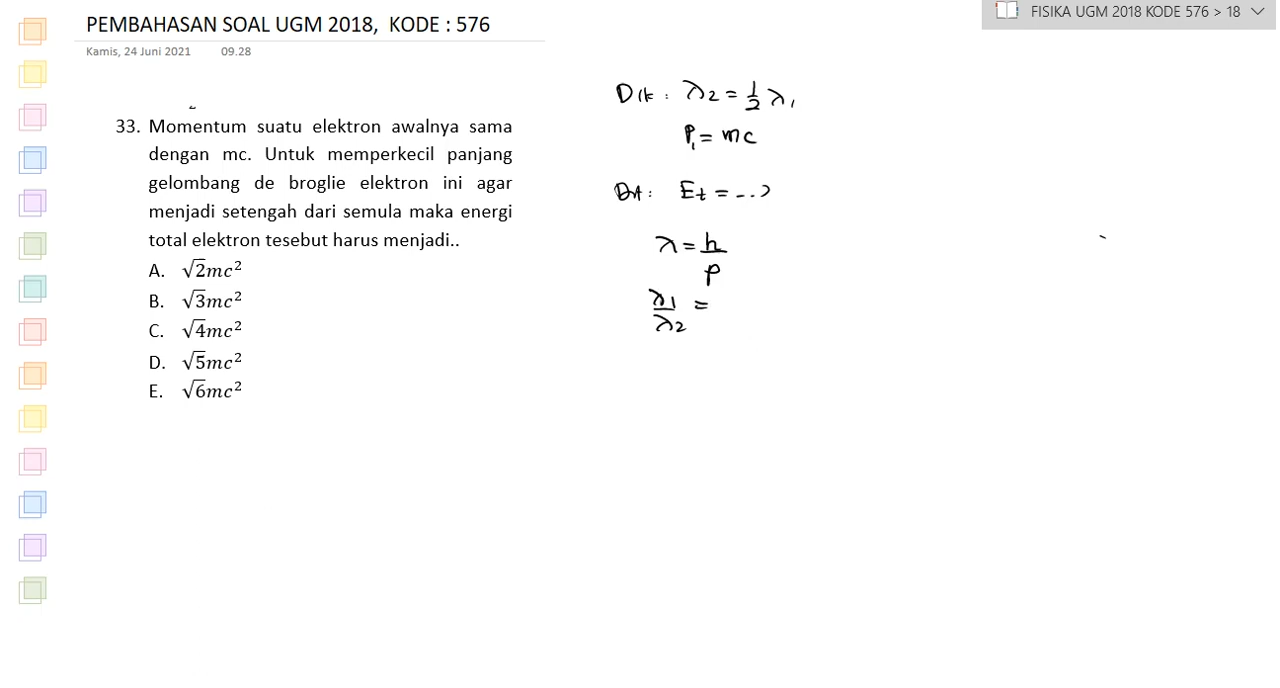 PEMBAHASAN SOAL UGM 2018, KODE : 576
FISIKA UGM 2018 KODE 576 > 18
Kamis, 24 Juni 2021 09.28
33. Momentum suatu elektron awalnya sama
dengan mc. Untuk memperkecil panjang
gelombang de broglie elektron ini agar
menjadi setengah dari semula maka energi
total elektron tesebut harus menjadi..
A. √2mc²
B. √3mc²
C. √4mc²
D. √5mc²
E. √6mc²
Dik : λ2 = 1/2 λ1
P1 = mc
Dit : Et = ...?
λ = h/p
λ1/λ2 =